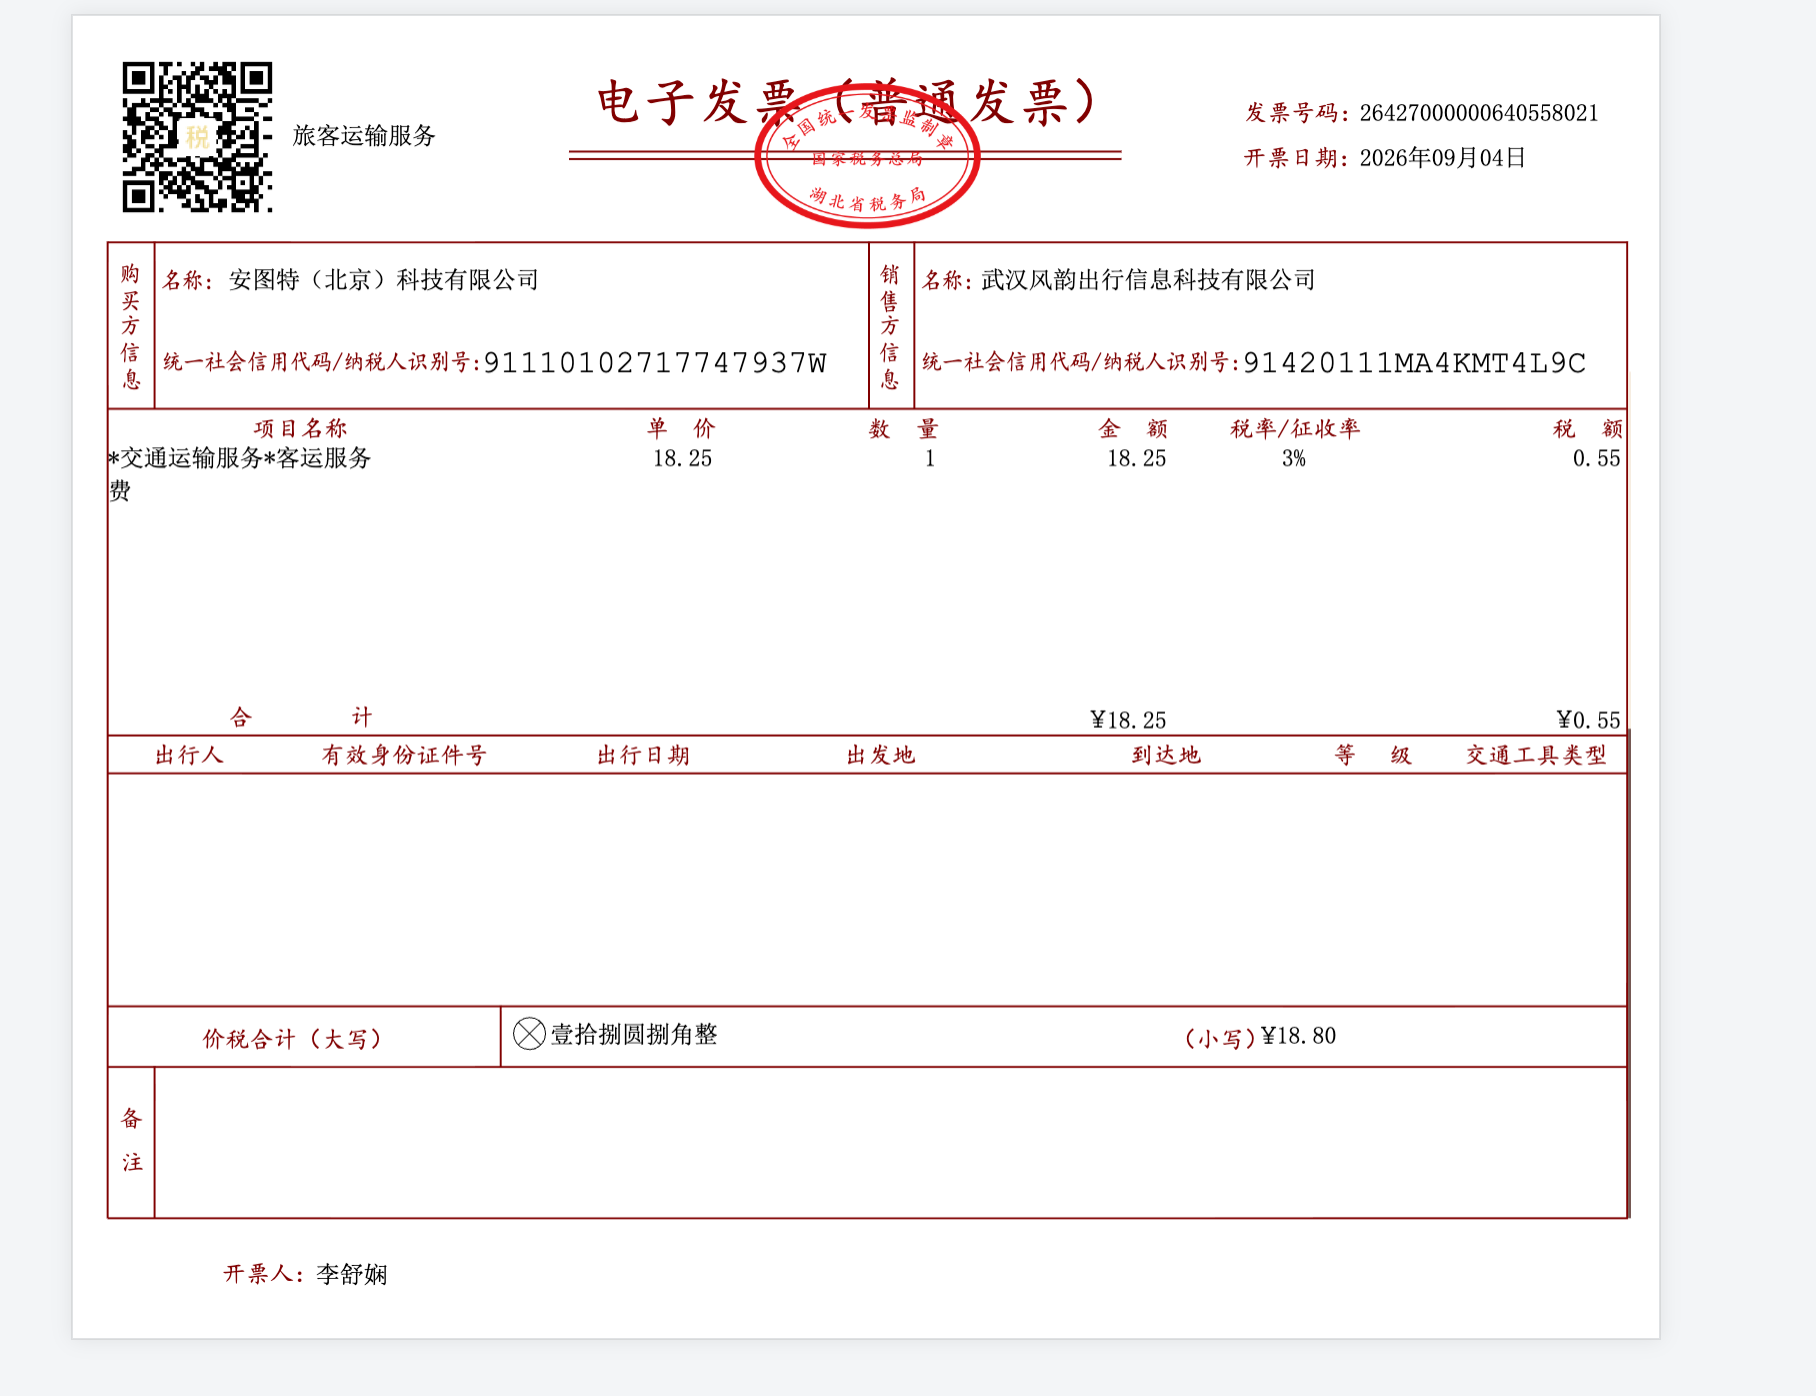 税
旅客运输服务
电子发票（普通发票）
全国统一发票监制章
国家税务总局
湖北省税务局
发票号码：26427000000640558021
开票日期：2026年09月04日
购买方信息
名称：安图特（北京）科技有限公司
统一社会信用代码/纳税人识别号：91110102717747937W
销售方信息
名称：武汉风韵出行信息科技有限公司
统一社会信用代码/纳税人识别号：91420111MA4KMT4L9C
项目名称 单 价 数 量 金 额 税率/征收率 税 额
*交通运输服务*客运服务 18.25 1 18.25 3% 0.55
费
合 计 ¥18.25 ¥0.55
出行人 有效身份证件号 出行日期 出发地 到达地 等 级 交通工具类型
价税合计（大写） 壹拾捌圆捌角整 （小写）¥18.80
备注
开票人：李舒娴